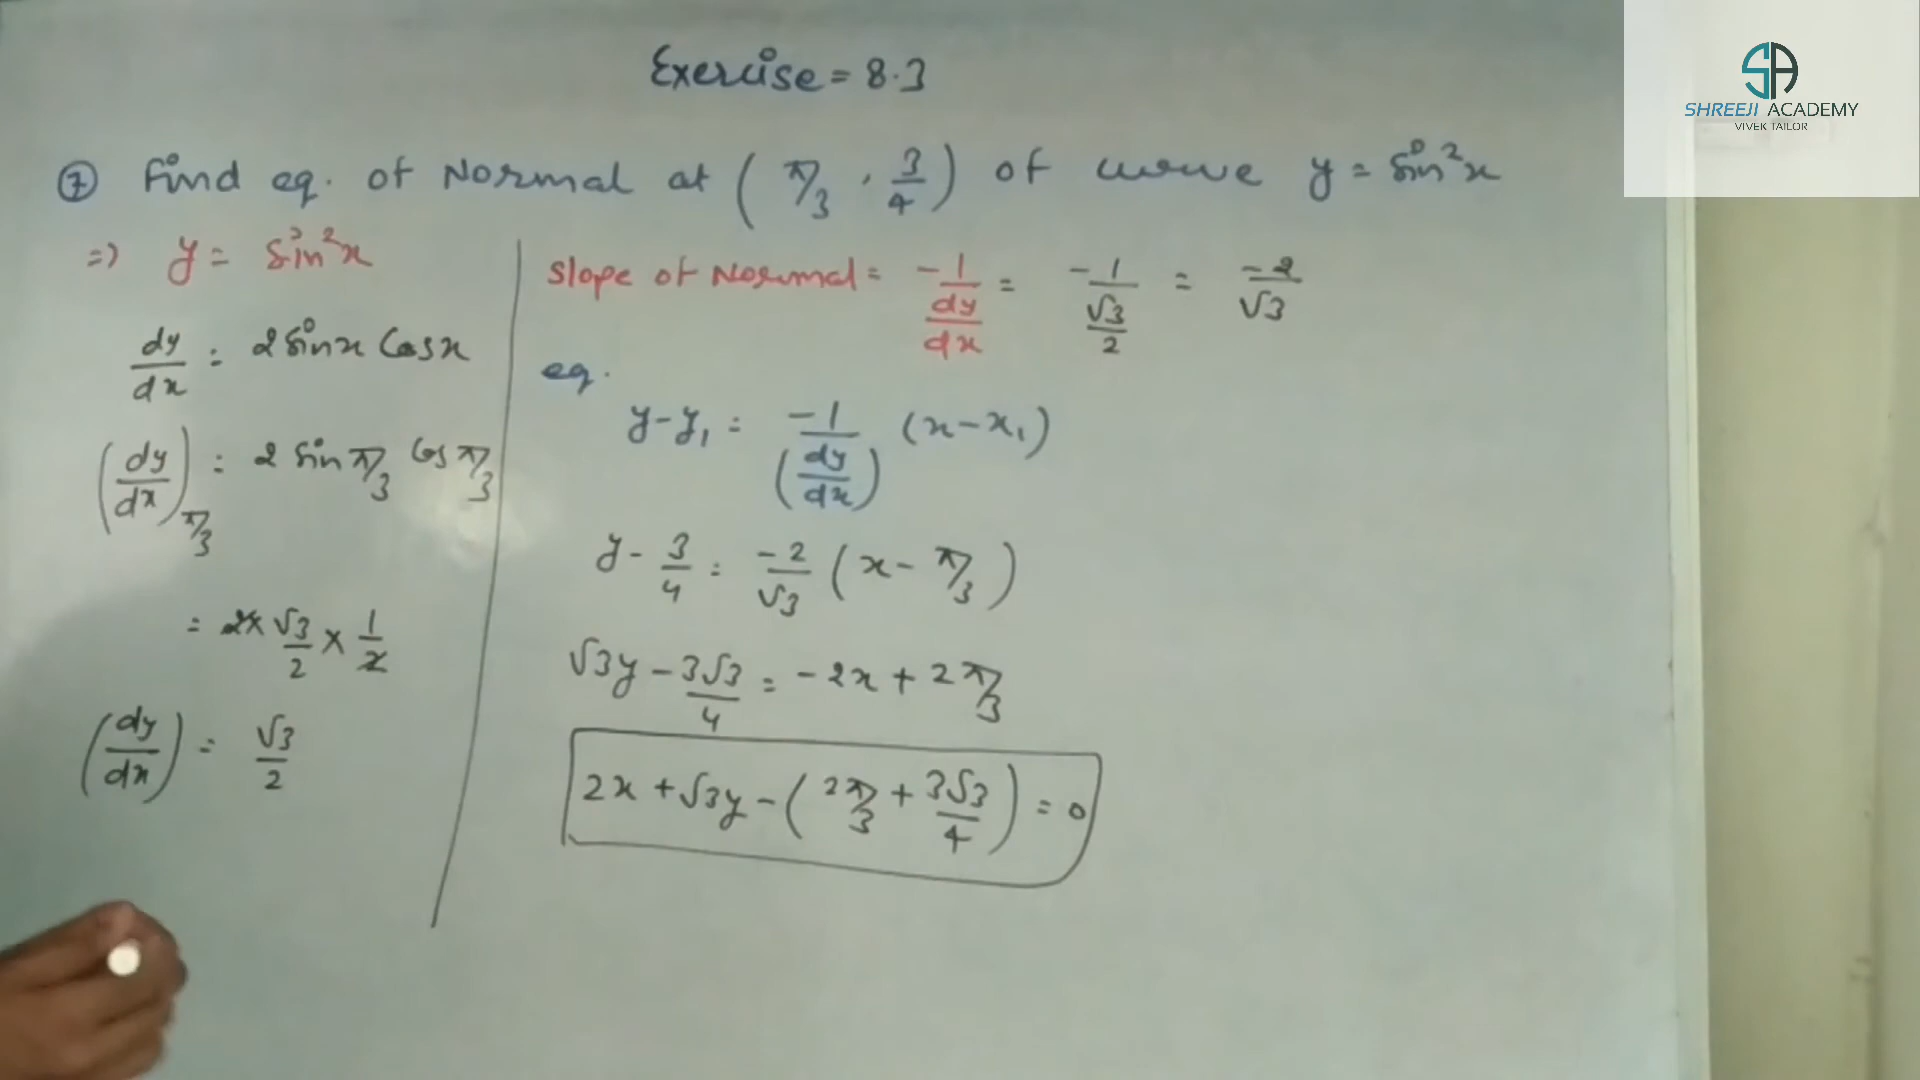 Exercise = 8.3
SHREEJI ACADEMY
VIVEK TAILOR
⑦ Find eq. of Normal at (π/3, 3/4) of curve y = sin²x
⇒ y = sin²x
dy/dx = 2 sinx Cosx
(dy/dx)π/3 = 2 sin π/3 Cos π/3
= 2 × √3/2 × 1/2
(dy/dx) = √3/2
Slope of Normal = -1/(dy/dx) = -1/(√3/2) = -2/√3
eq.
y - y₁ = -1/(dy/dx) (x - x₁)
y - 3/4 = -2/√3 (x - π/3)
√3y - 3√3/4 = -2x + 2π/3
2x + √3y - (2π/3 + 3√3/4) = 0